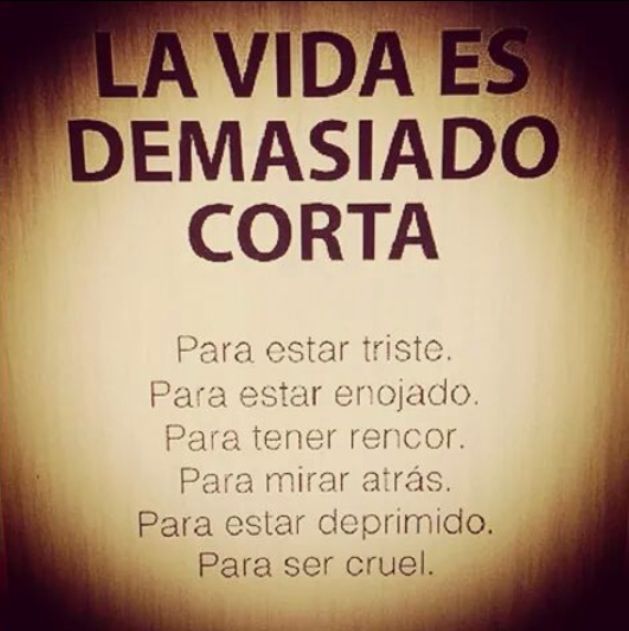 LA VIDA ES
DEMASIADO
CORTA
Para estar triste.
Para estar enojado.
Para tener rencor.
Para mirar atrás.
Para estar deprimido.
Para ser cruel.